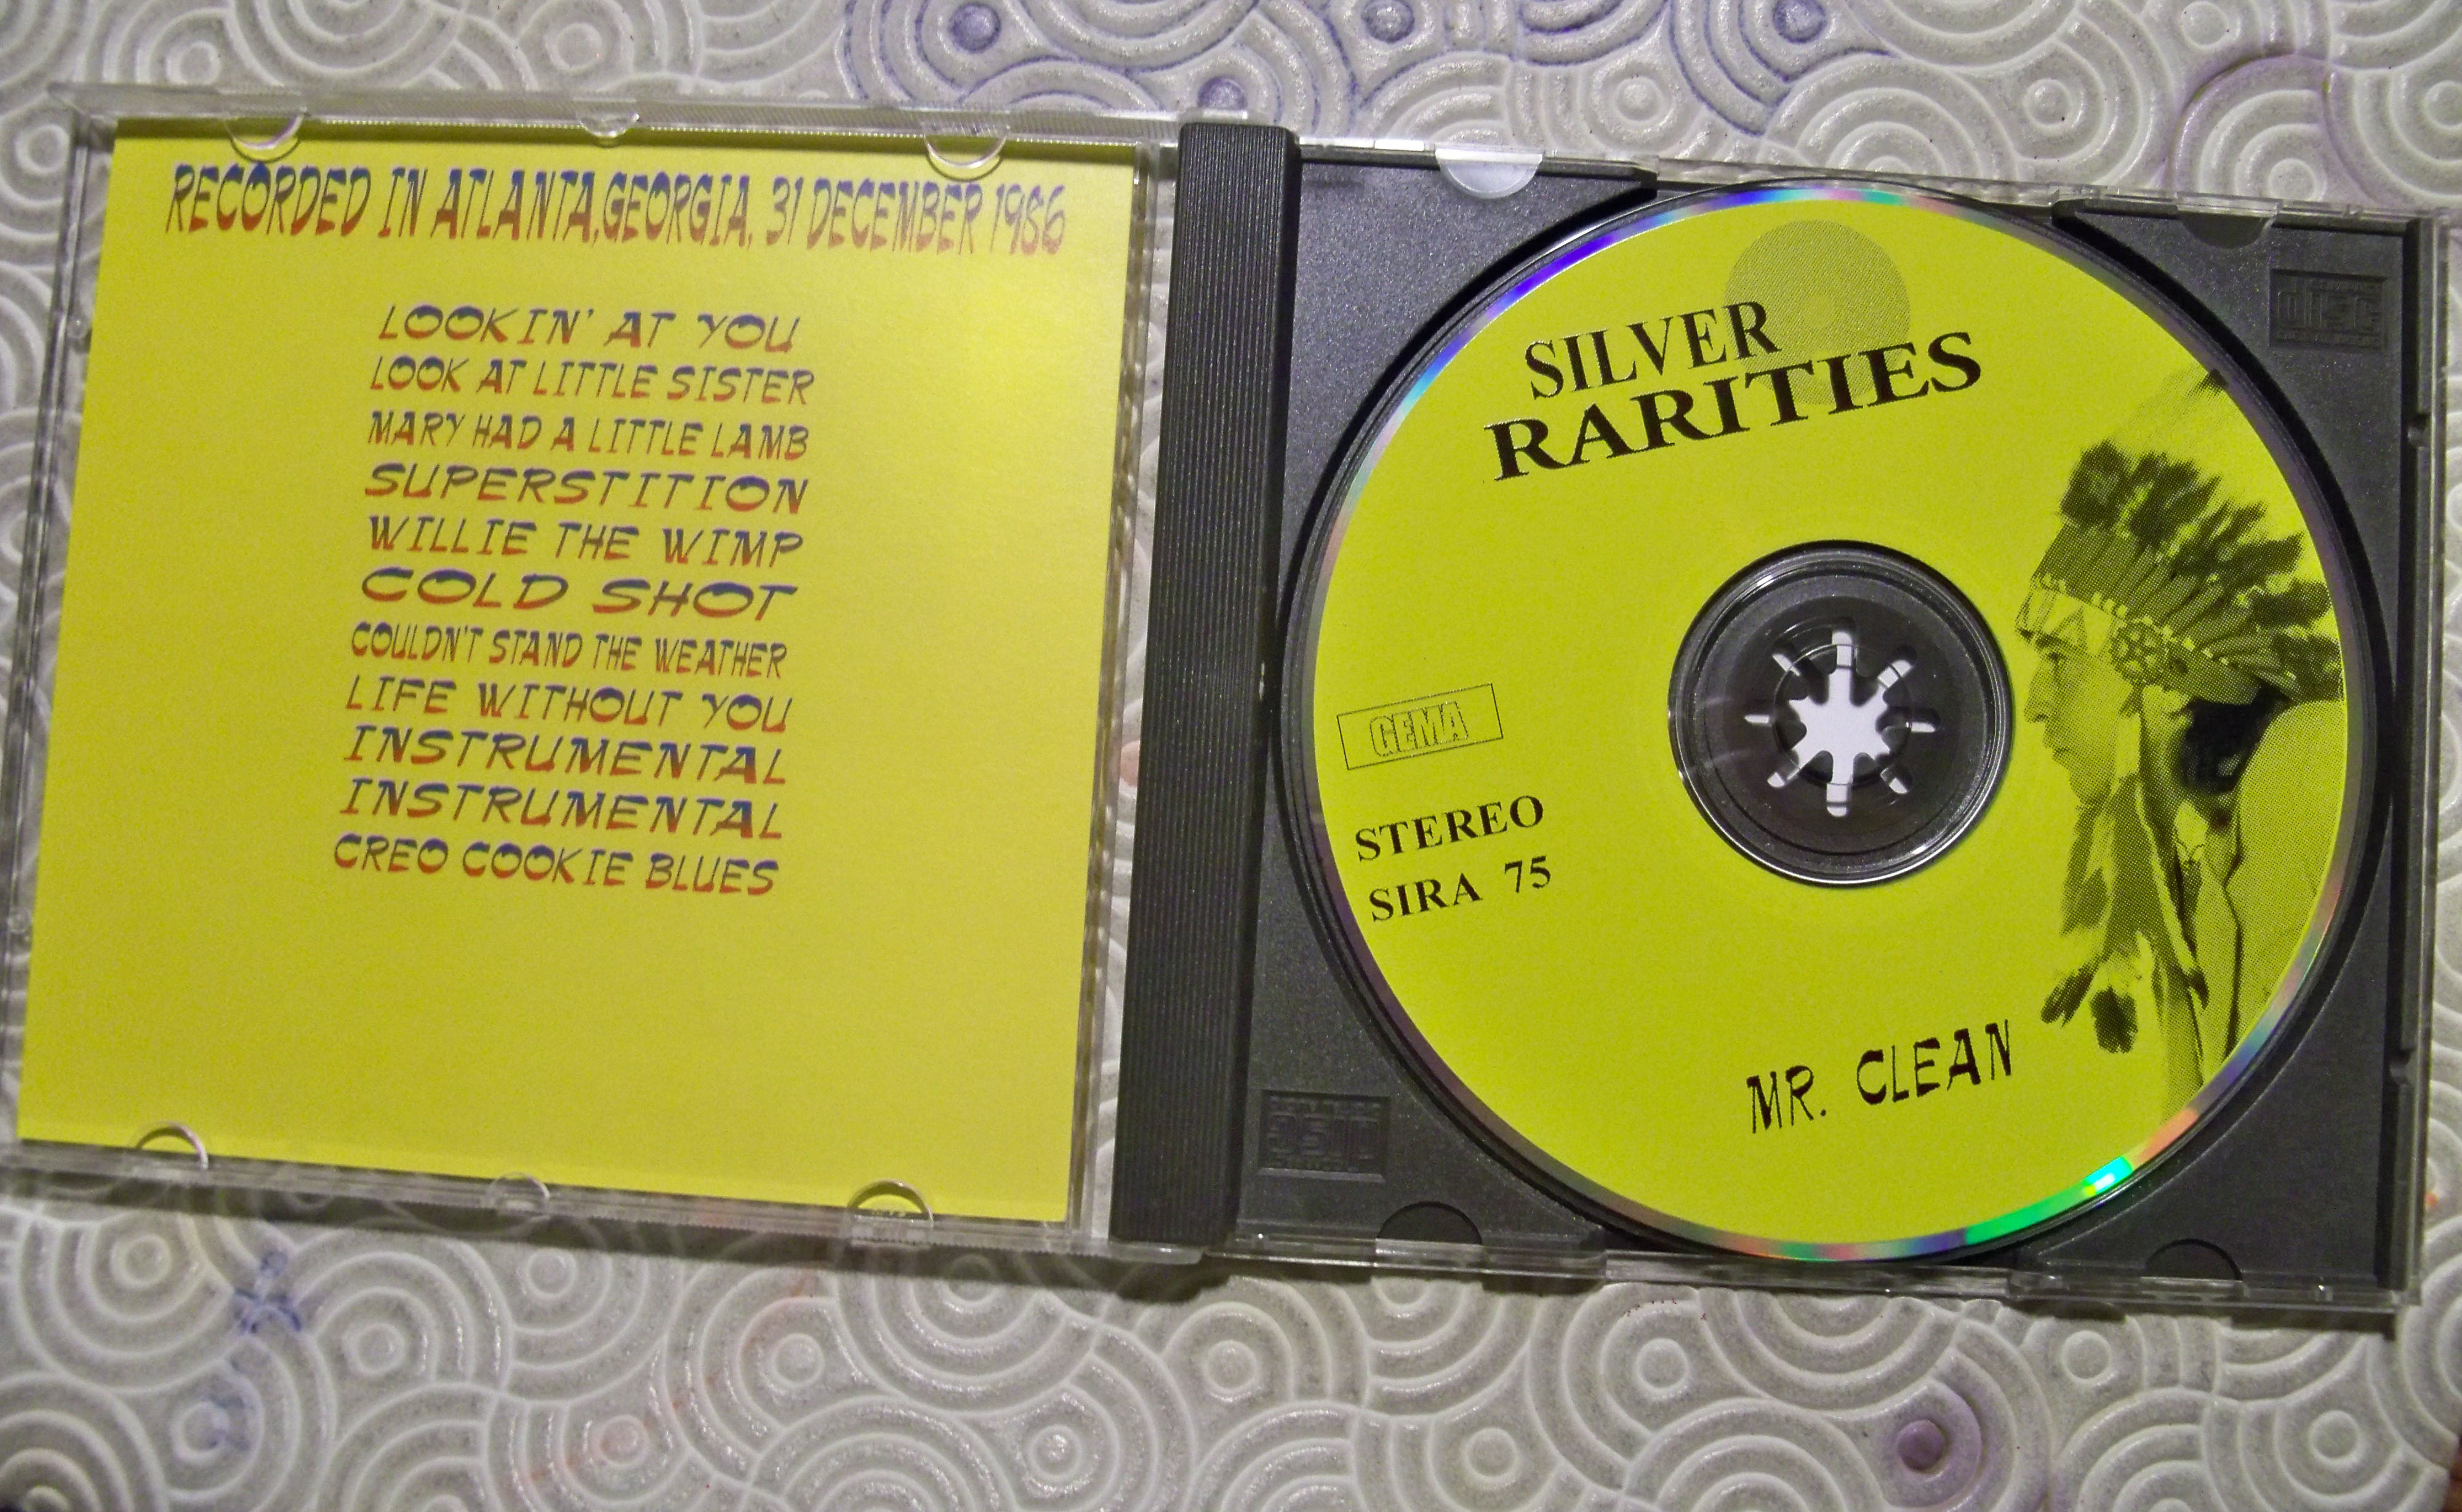 RECORDED IN ATLANTA,GEORGIA, 31 DECEMBER 1986
LOOKIN' AT YOU
LOOK AT LITTLE SISTER
MARY HAD A LITTLE LAMB
SUPERSTITION
WILLIE THE WIMP
COLD SHOT
COULDN'T STAND THE WEATHER
LIFE WITHOUT YOU
INSTRUMENTAL
INSTRUMENTAL
CREO COOKIE BLUES
SILVER
RARITIES
GEMA
STEREO
SIRA 75
MR. CLEAN